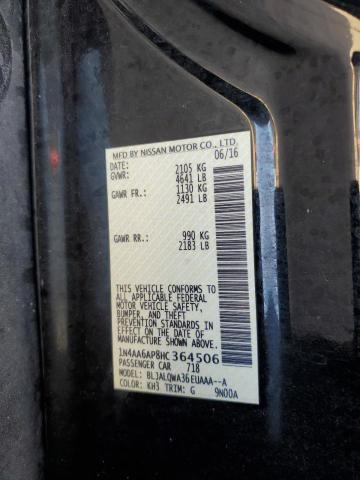 MFD BY NISSAN MOTOR CO., LTD.
DATE: 06/16
GVWR: 2105 KG
4641 LB
GAWR FR.: 1130 KG
2491 LB
GAWR RR.: 990 KG
2183 LB
THIS VEHICLE CONFORMS TO
ALL APPLICABLE FEDERAL
MOTOR VEHICLE SAFETY,
BUMPER, AND THEFT
PREVENTION STANDARDS IN
EFFECT ON THE DATE OF
MANUFACTURE SHOWN ABOVE.
1N4AA6AP8HC364506
PASSENGER CAR 718
MODEL: BLJALQWA36EUAAA--A
COLOR: KH3 TRIM: G 9N00A